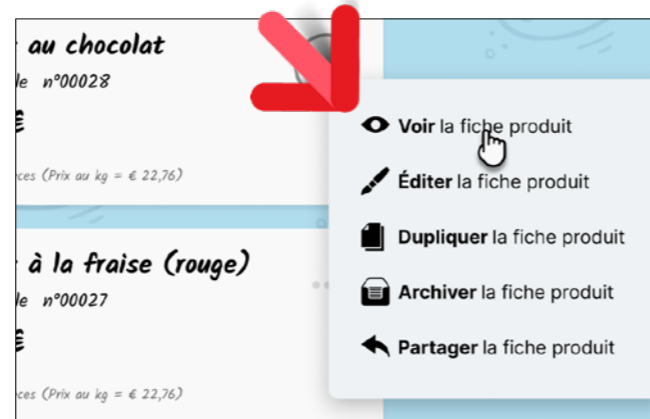 au chocolat
n°00028
€
(Prix au kg = € 22,76)
à la fraise (rouge)
n°00027
€
(Prix au kg = € 22,76)
Voir la fiche produit
Éditer la fiche produit
Dupliquer la fiche produit
Archiver la fiche produit
Partager la fiche produit